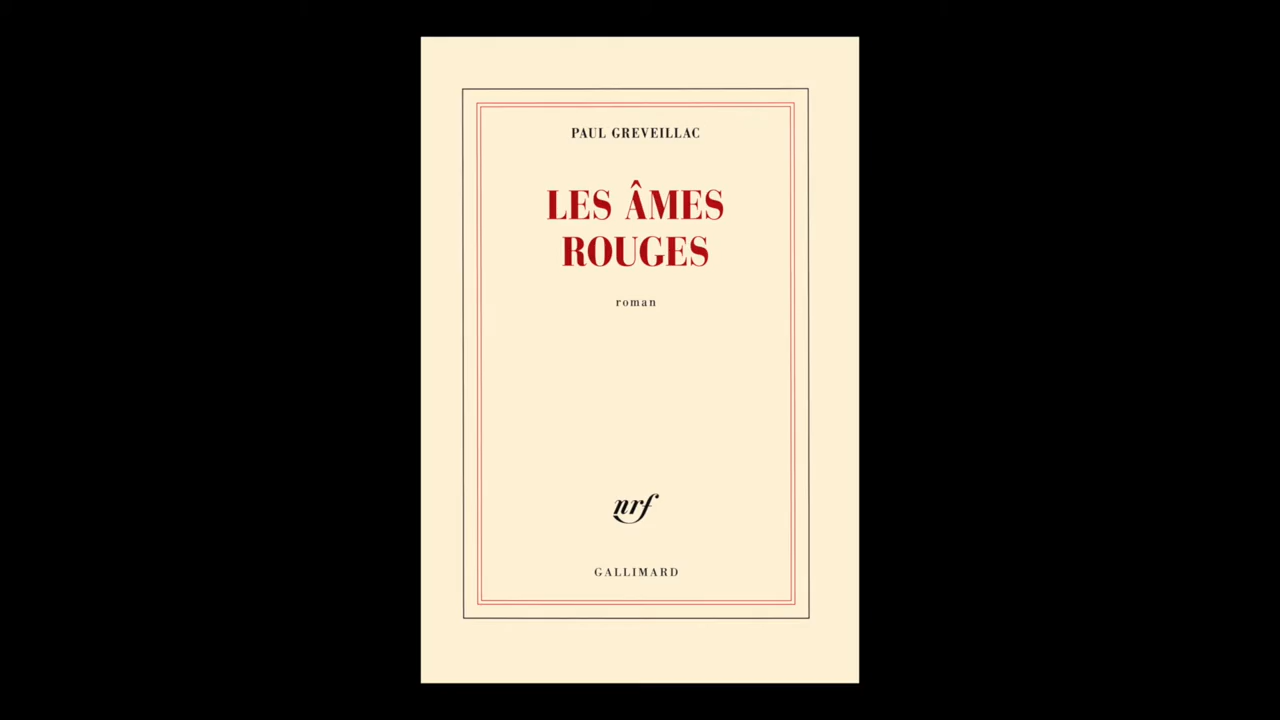 PAUL GREVEILLAC
LES ÂMES
ROUGES
roman
nrf
GALLIMARD